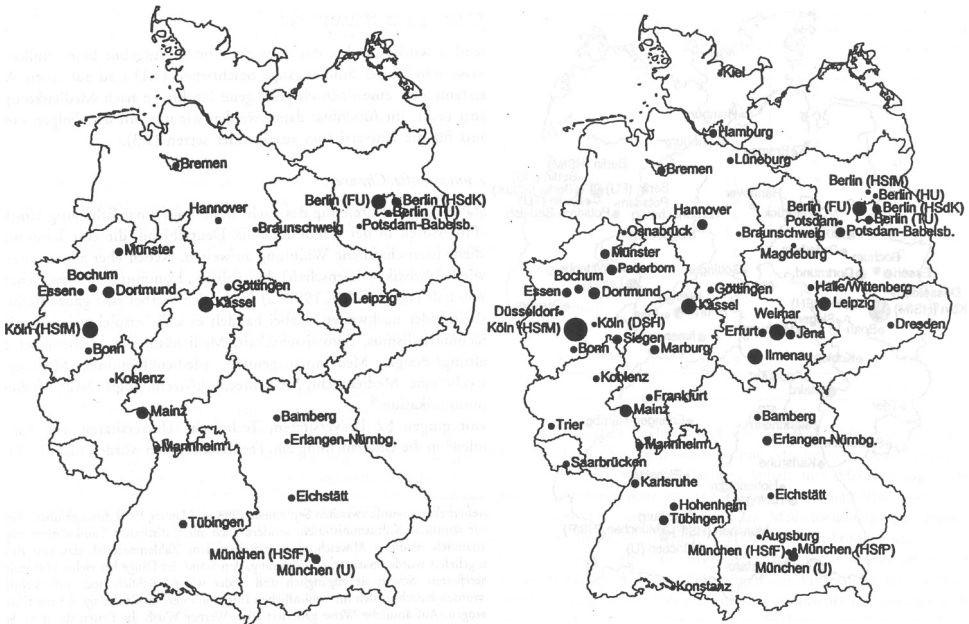 Bremen
Hannover
Berlin (FU)
Berlin (HSdK)
Berlin (TU)
Potsdam-Babelsb.
Braunschweig
Münster
Bochum
Essen
Dortmund
Göttingen
Kassel
Leipzig
Köln (HSfM)
Bonn
Koblenz
Mainz
Bamberg
Mannheim
Erlangen-Nürnbg.
Eichstätt
Tübingen
München (HSfF)
München (U)
Kiel
Hamburg
Lüneburg
Bremen
Berlin (HSfM)
Berlin (HU)
Berlin (FU)
Berlin (HSdK)
Berlin (TU)
Hannover
Osnabrück
Braunschweig
Potsdam
Potsdam-Babelsb.
Magdeburg
Münster
Paderborn
Bochum
Essen
Dortmund
Göttingen
Halle/Wittenberg
Kassel
Leipzig
Düsseldorf
Köln (HSfM)
Köln (DSH)
Weimar
Erfurt
Jena
Dresden
Siegen
Bonn
Marburg
Ilmenau
Koblenz
Frankfurt
Mainz
Bamberg
Trier
Mannheim
Erlangen-Nürnbg.
Saarbrücken
Karlsruhe
Eichstätt
Hohenheim
Tübingen
Augsburg
München (HSfF)
München (HSfP)
München (U)
Konstanz